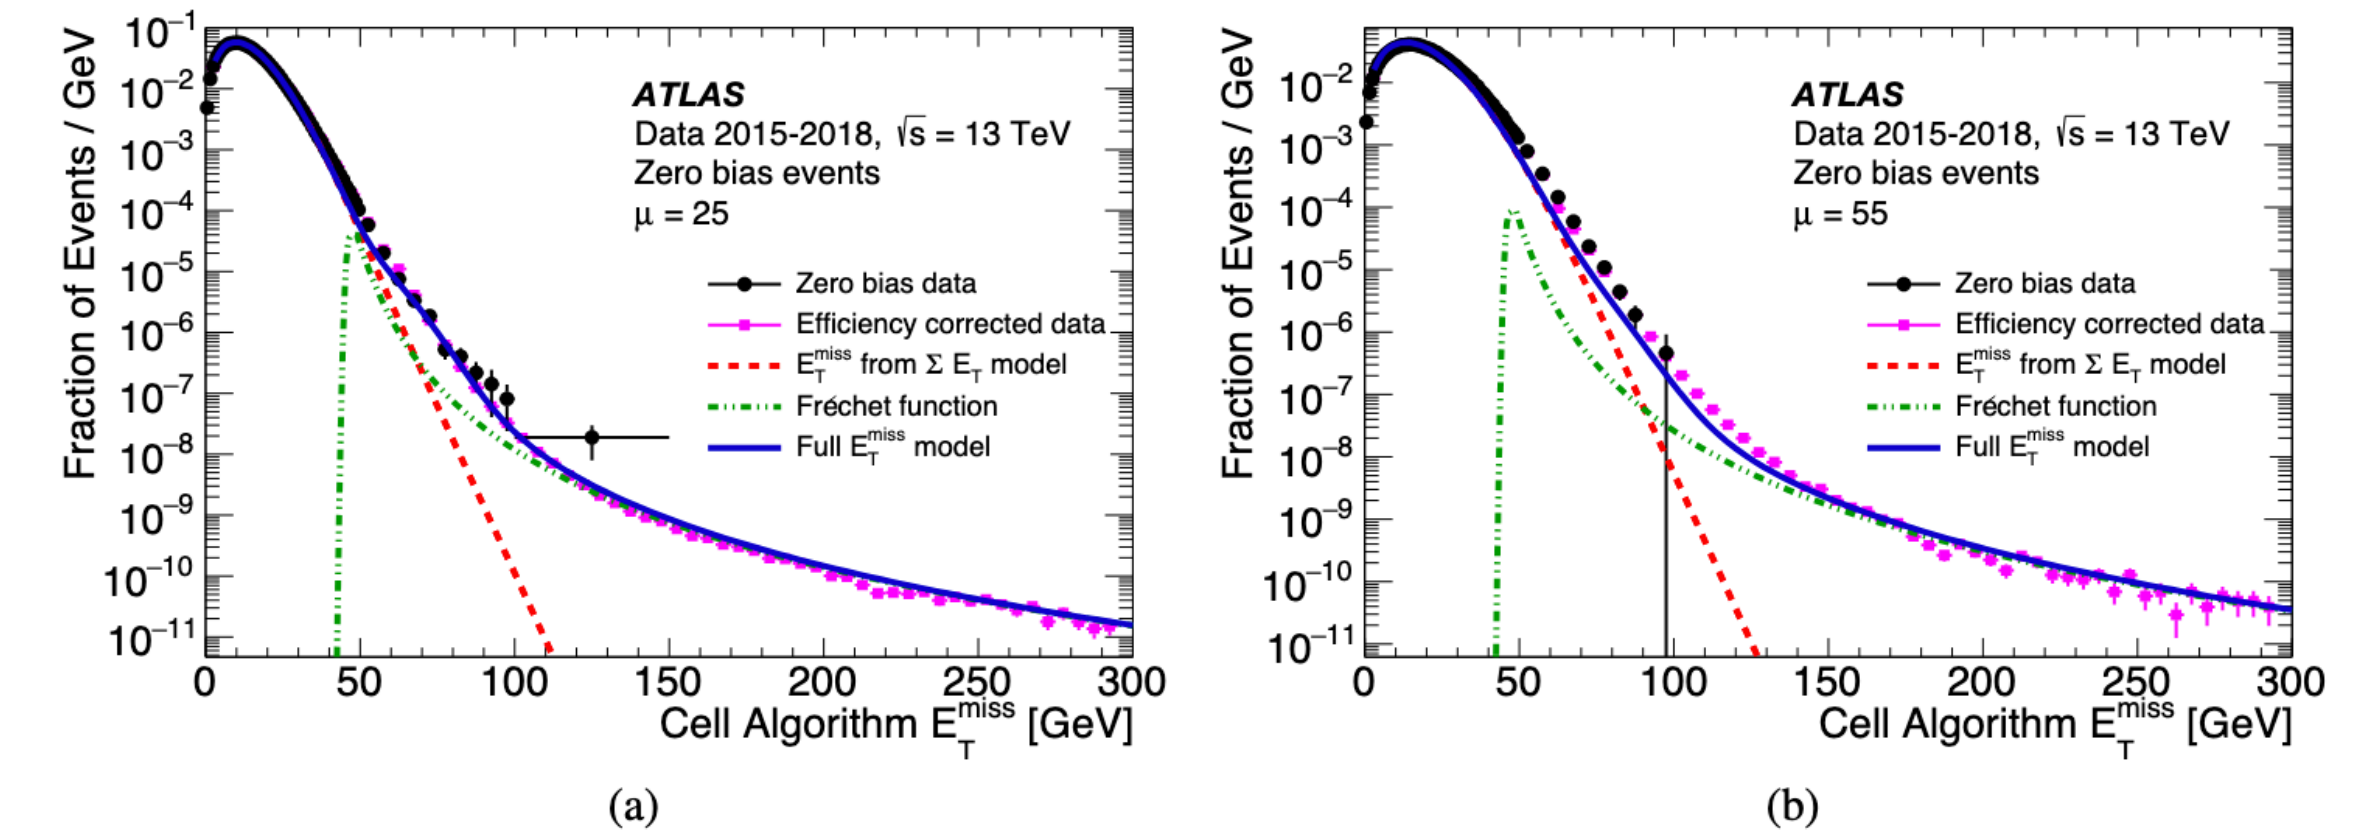 10⁻¹
10⁻²
10⁻³
10⁻⁴
10⁻⁵
10⁻⁶
10⁻⁷
10⁻⁸
10⁻⁹
10⁻¹⁰
10⁻¹¹
Fraction of Events / GeV
ATLAS
Data 2015-2018, √s = 13 TeV
Zero bias events
μ = 25
Zero bias data
Efficiency corrected data
E_T^miss from Σ E_T model
Fréchet function
Full E_T^miss model
0 50 100 150 200 250 300
Cell Algorithm E_T^miss [GeV]
(a)
10⁻²
10⁻³
10⁻⁴
10⁻⁵
10⁻⁶
10⁻⁷
10⁻⁸
10⁻⁹
10⁻¹⁰
10⁻¹¹
Fraction of Events / GeV
ATLAS
Data 2015-2018, √s = 13 TeV
Zero bias events
μ = 55
Zero bias data
Efficiency corrected data
E_T^miss from Σ E_T model
Fréchet function
Full E_T^miss model
0 50 100 150 200 250 300
Cell Algorithm E_T^miss [GeV]
(b)